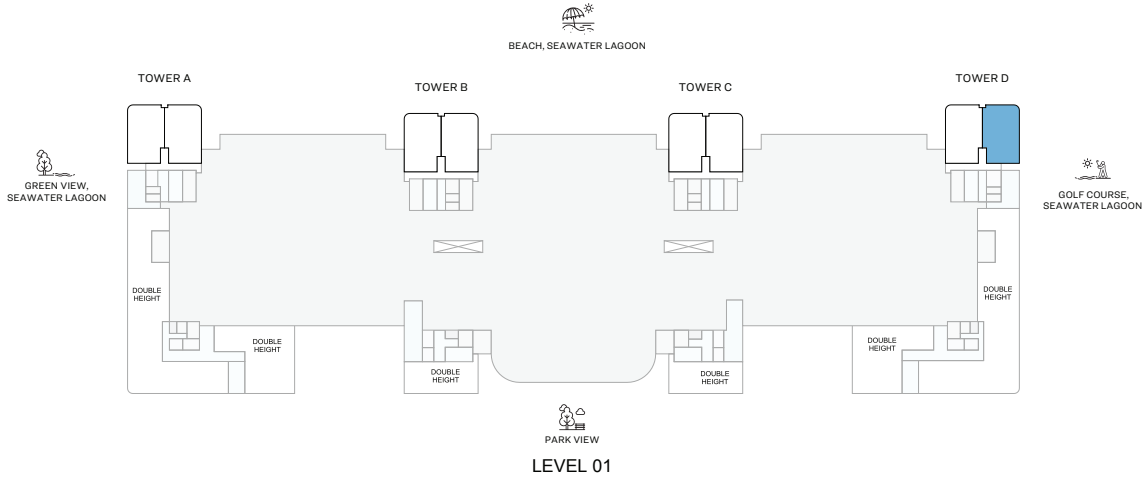 BEACH, SEAWATER LAGOON
TOWER A
TOWER B
TOWER C
TOWER D
GREEN VIEW,
SEAWATER LAGOON
GOLF COURSE,
SEAWATER LAGOON
DOUBLE
HEIGHT
DOUBLE
HEIGHT
DOUBLE
HEIGHT
DOUBLE
HEIGHT
DOUBLE
HEIGHT
DOUBLE
HEIGHT
PARK VIEW
LEVEL 01